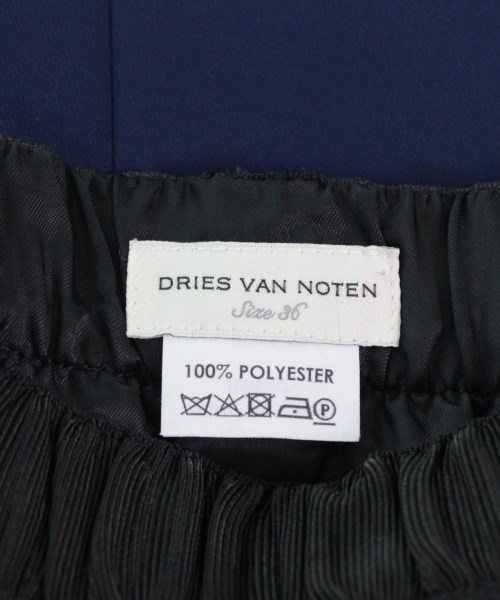 DRIES VAN NOTEN
Size 36
100% POLYESTER
P